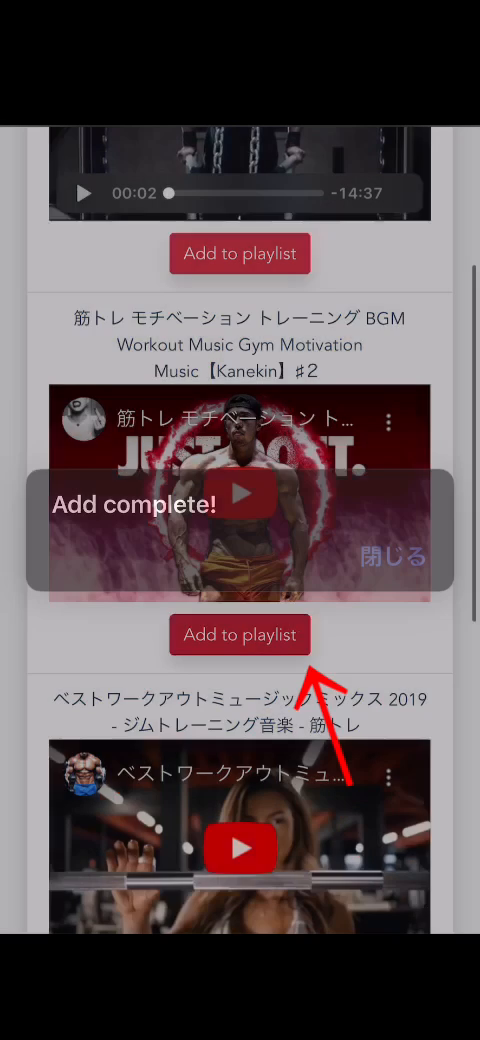 00:02
-14:37
Add to playlist
筋トレ モチベーション トレーニング BGM
Workout Music Gym Motivation
Music【Kanekin】♯2
筋トレ モチベーション ト...
JUST DO IT.
Add complete!
閉じる
Add to playlist
ベストワークアウトミュージックミックス 2019
- ジムトレーニング音楽 - 筋トレ
ベストワークアウトミュ...